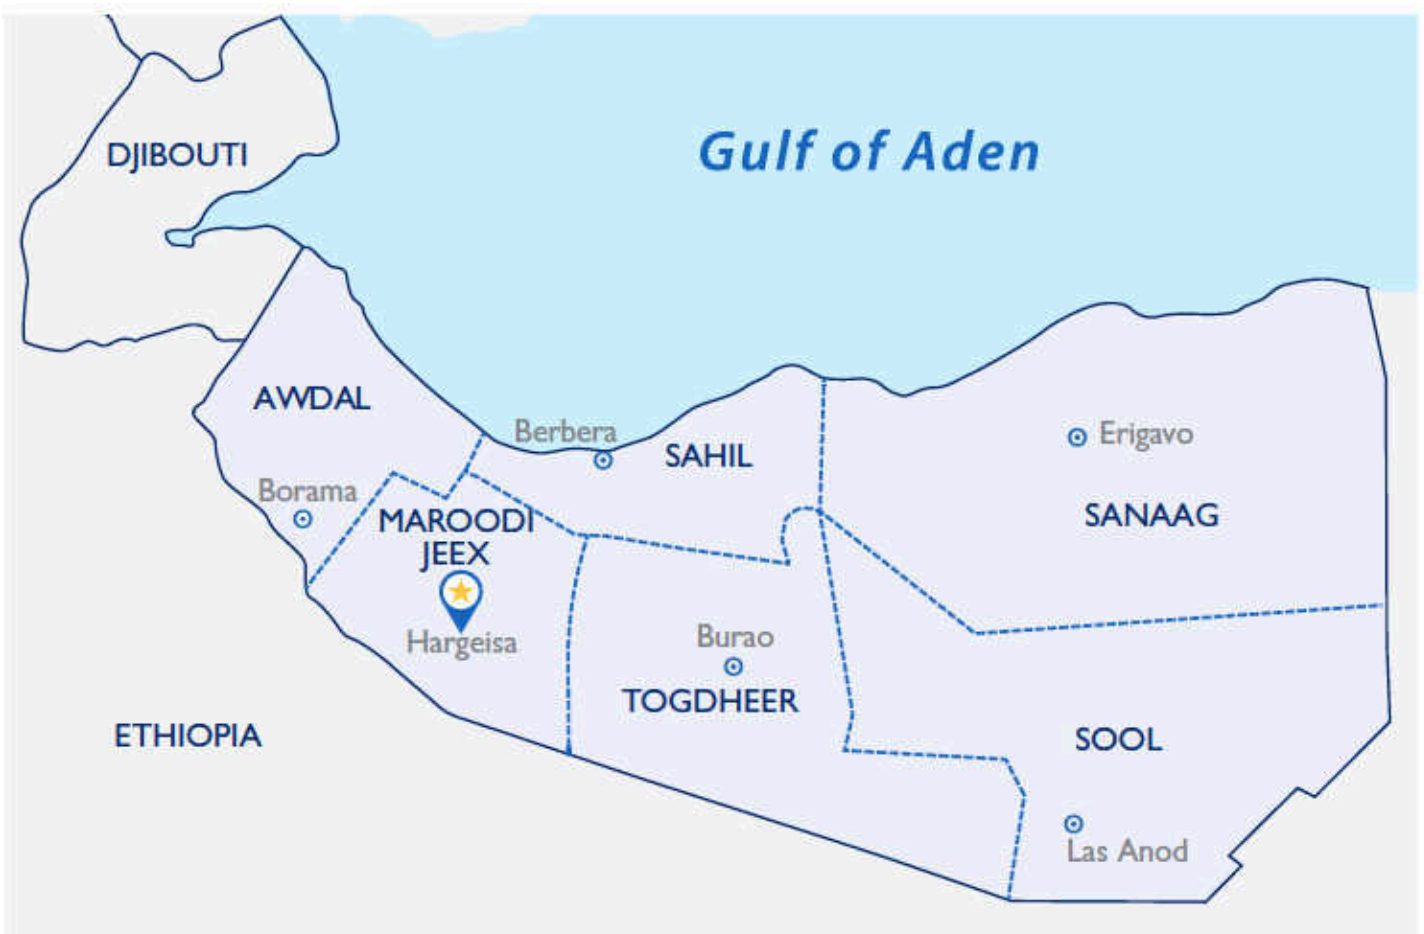 DJIBOUTI
Gulf of Aden
AWDAL
Berbera
SAHIL
Erigavo
Borama
MAROODI
JEEX
SANAAG
Hargeisa
Burao
TOGDHEER
ETHIOPIA
SOOL
Las Anod